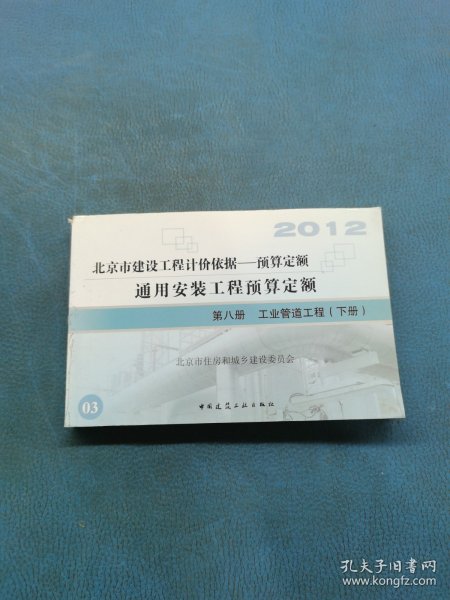 2012
北京市建设工程计价依据——预算定额
通用安装工程预算定额
第八册 工业管道工程（下册）
北京市住房和城乡建设委员会
03
中国建筑工业出版社
孔夫子旧书网
www.kongfz.com